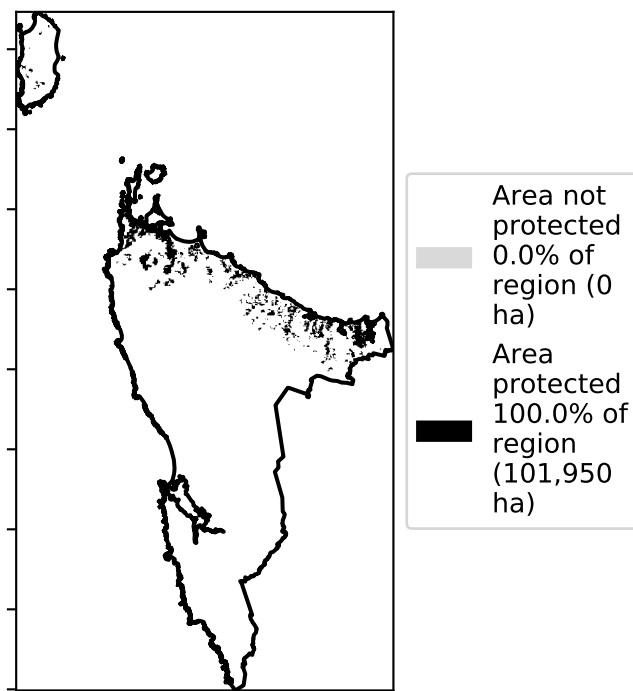 Area not
protected
0.0% of
region (0
ha)
Area
protected
100.0% of
region
(101,950
ha)